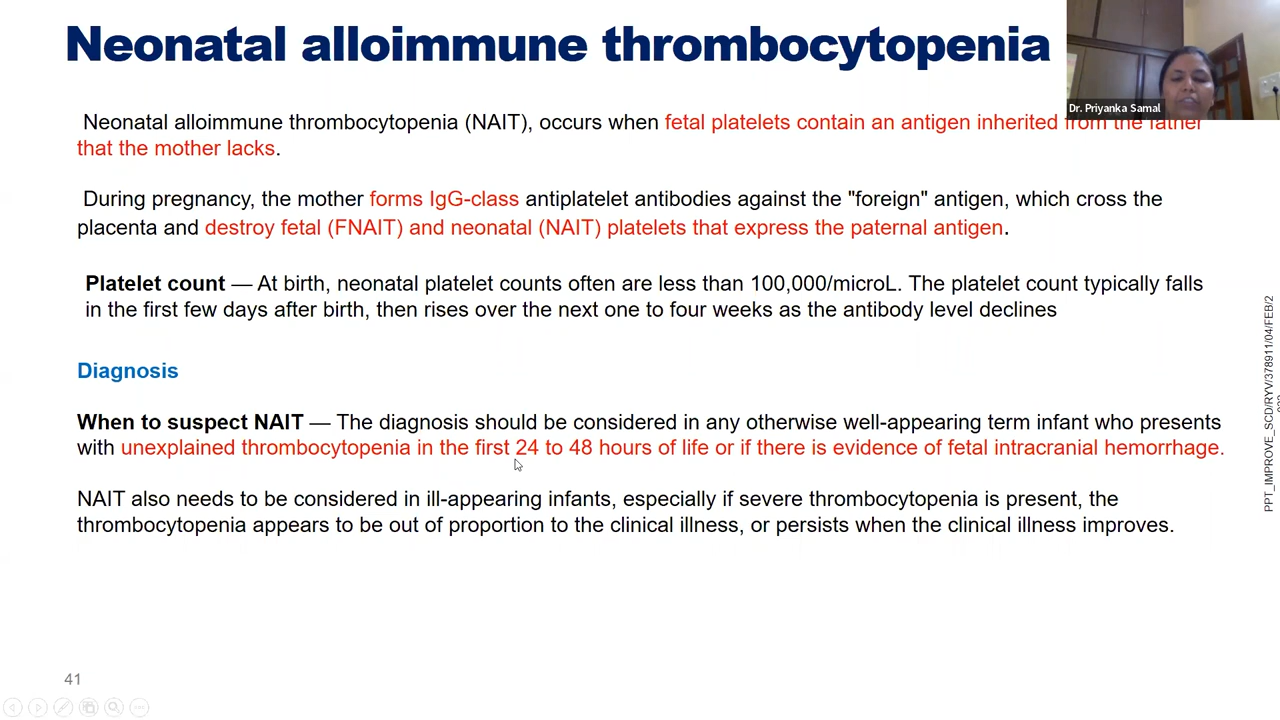 Neonatal alloimmune thrombocytopenia
Dr. Priyanka Samal
Neonatal alloimmune thrombocytopenia (NAIT), occurs when fetal platelets contain an antigen inherited from the father
that the mother lacks.
During pregnancy, the mother forms IgG-class antiplatelet antibodies against the "foreign" antigen, which cross the
placenta and destroy fetal (FNAIT) and neonatal (NAIT) platelets that express the paternal antigen.
Platelet count — At birth, neonatal platelet counts often are less than 100,000/microL. The platelet count typically falls
in the first few days after birth, then rises over the next one to four weeks as the antibody level declines
Diagnosis
When to suspect NAIT — The diagnosis should be considered in any otherwise well-appearing term infant who presents
with unexplained thrombocytopenia in the first 24 to 48 hours of life or if there is evidence of fetal intracranial hemorrhage.
NAIT also needs to be considered in ill-appearing infants, especially if severe thrombocytopenia is present, the
thrombocytopenia appears to be out of proportion to the clinical illness, or persists when the clinical illness improves.
PPT_IMPROVE_SCD/RYV/378911/04/FEB/2
41